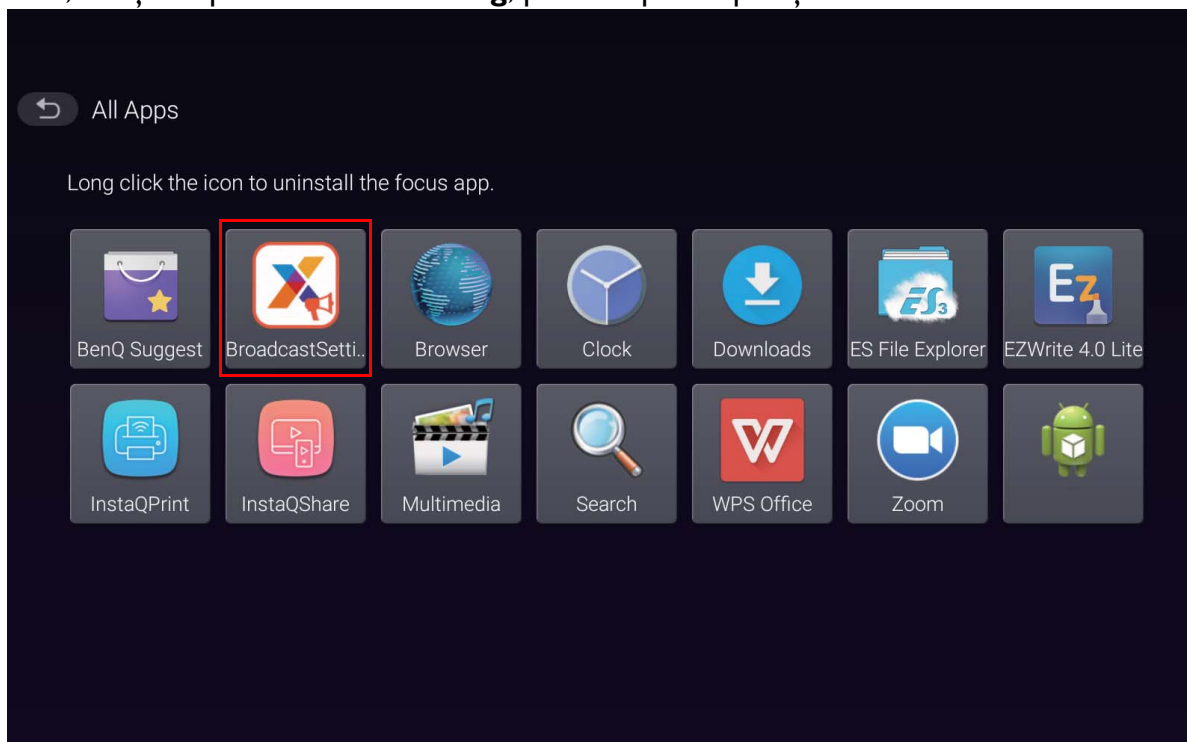 All Apps
Long click the icon to uninstall the focus app.
BenQ Suggest BroadcastSetti.. Browser Clock Downloads ES File Explorer EZWrite 4.0 Lite
InstaQPrint InstaQShare Multimedia Search WPS Office Zoom